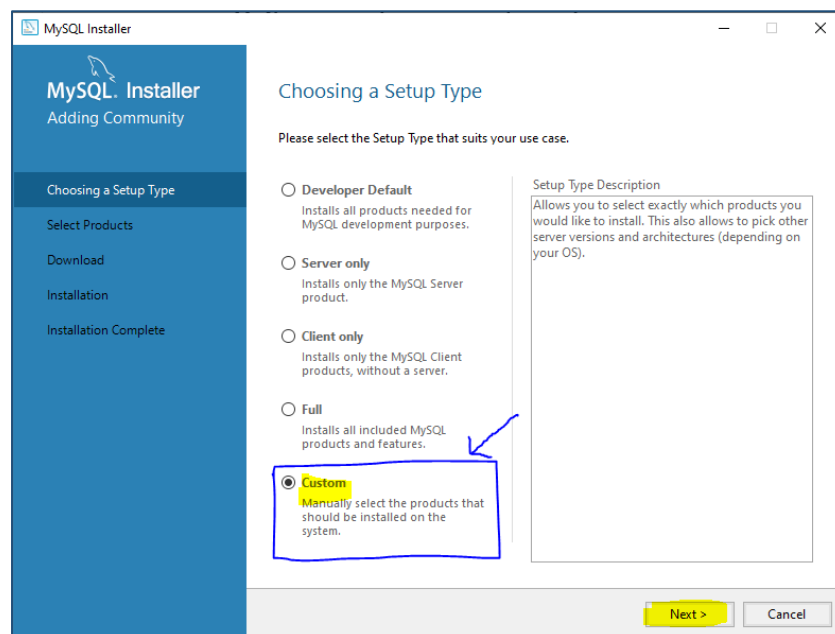 MySQL Installer
MySQL. Installer
Adding Community
Choosing a Setup Type
Select Products
Download
Installation
Installation Complete
Choosing a Setup Type
Please select the Setup Type that suits your use case.
Developer Default
Installs all products needed for
MySQL development purposes.
Server only
Installs only the MySQL Server
product.
Client only
Installs only the MySQL Client
products, without a server.
Full
Installs all included MySQL
products and features.
Custom
Manually select the products that
should be installed on the
system.
Setup Type Description
Allows you to select exactly which products you
would like to install. This also allows to pick other
server versions and architectures (depending on
your OS).
Next >
Cancel